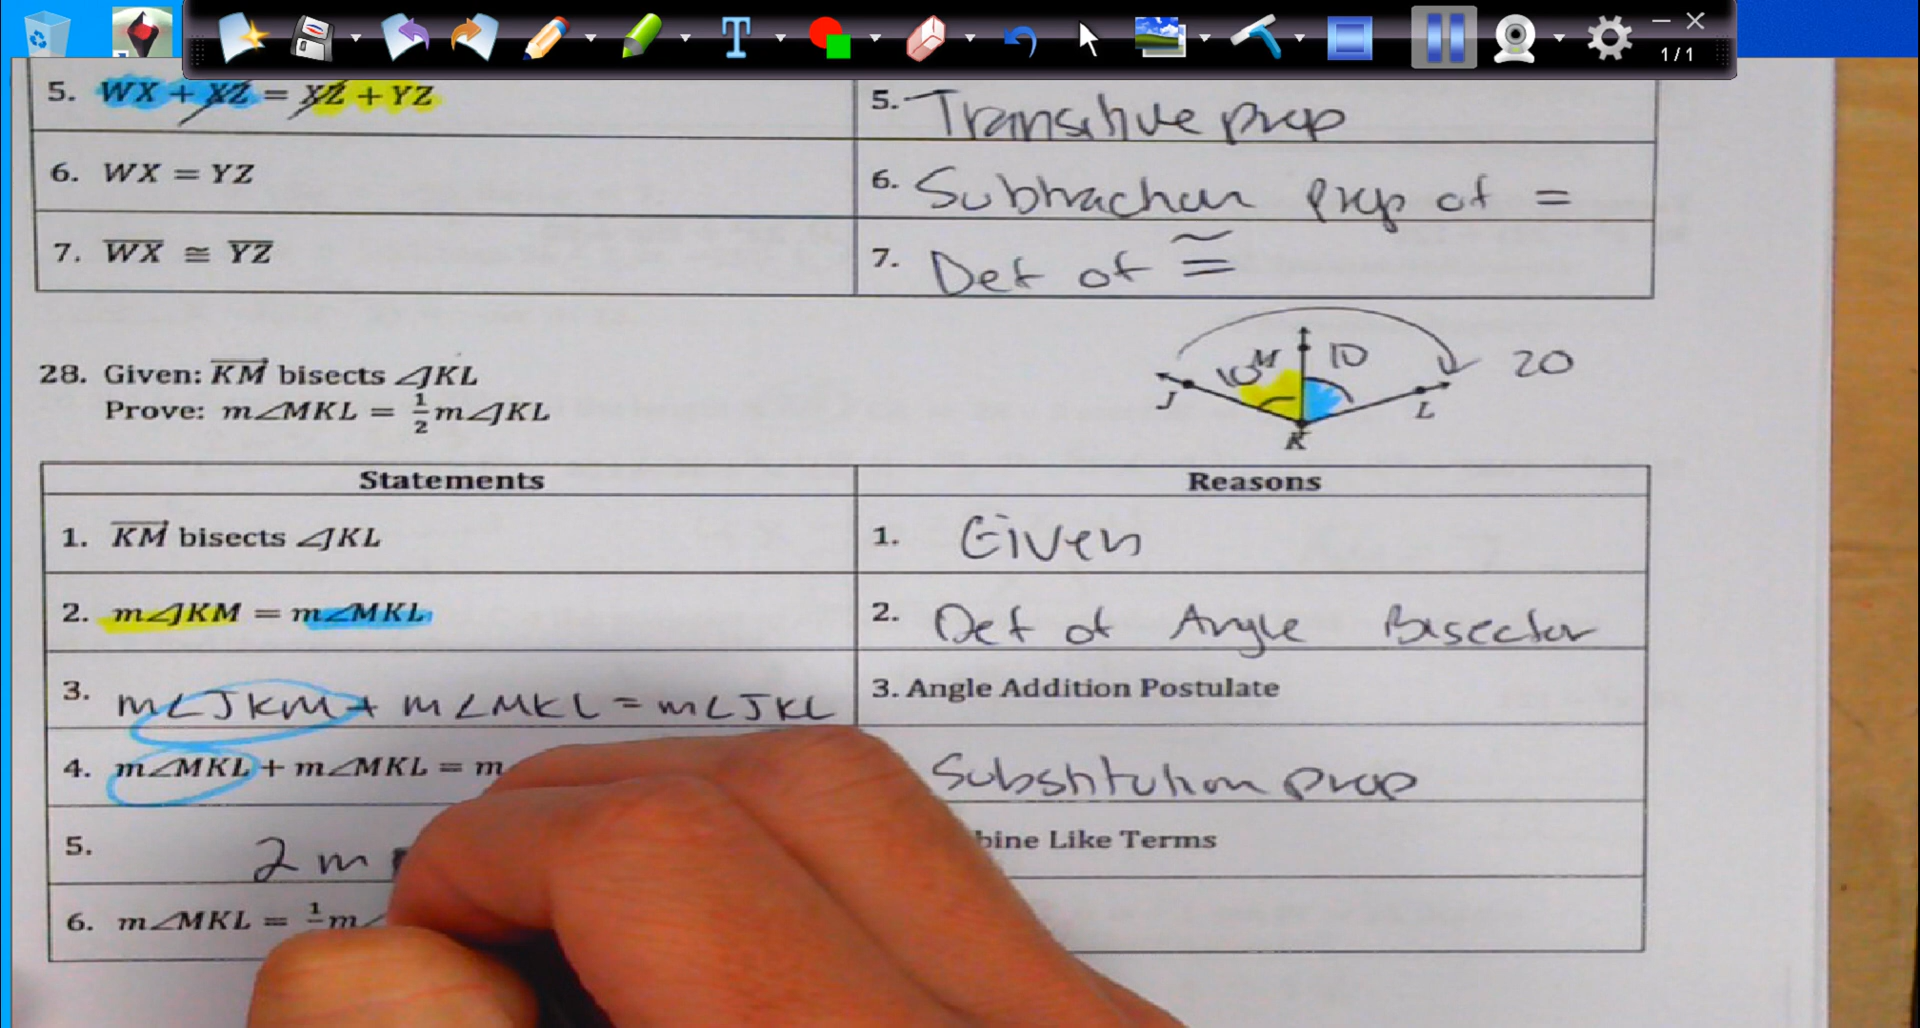 1/1
5. WX + XZ = XZ + YZ
5. Transitive prop
6. WX = YZ
6. Subtraction prop of =
7. WX ≅ YZ
7. Def of ≅
28. Given: KM bisects ∠JKL
Prove: m∠MKL = 1/2 m∠JKL
10 M 10 20
J L
K
Statements Reasons
1. KM bisects ∠JKL
1. Given
2. m∠JKM = m∠MKL
2. Def of Angle Bisector
3. m∠JKM + m∠MKL = m∠JKL
3. Angle Addition Postulate
4. m∠MKL + m∠MKL = m
Substitution prop
5. 2m
bine Like Terms
6. m∠MKL = 1/2 m∠